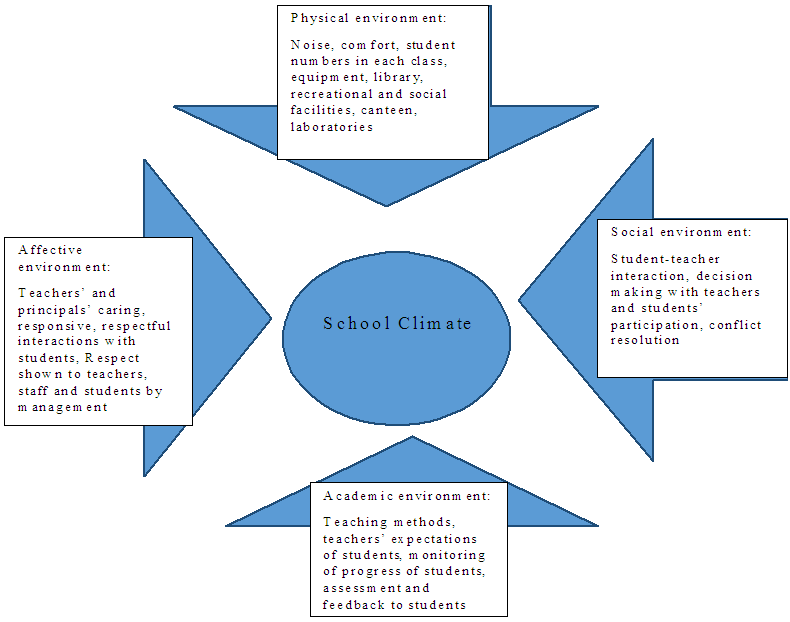 Physical environment:
Noise, comfort, student
numbers in each class,
equipment, library,
recreational and social
facilities, canteen,
laboratories
Affective
environment:
Teachers’ and
principals’ caring,
responsive, respectful
interactions with
students, Respect
shown to teachers,
staff and students by
management
School Climate
Social environment:
Student-teacher
interaction, decision
making with teachers
and students’
participation, conflict
resolution
Academic environment:
Teaching methods,
teachers’ expectations
of students, monitoring
of progress of students,
assessment and
feedback to students